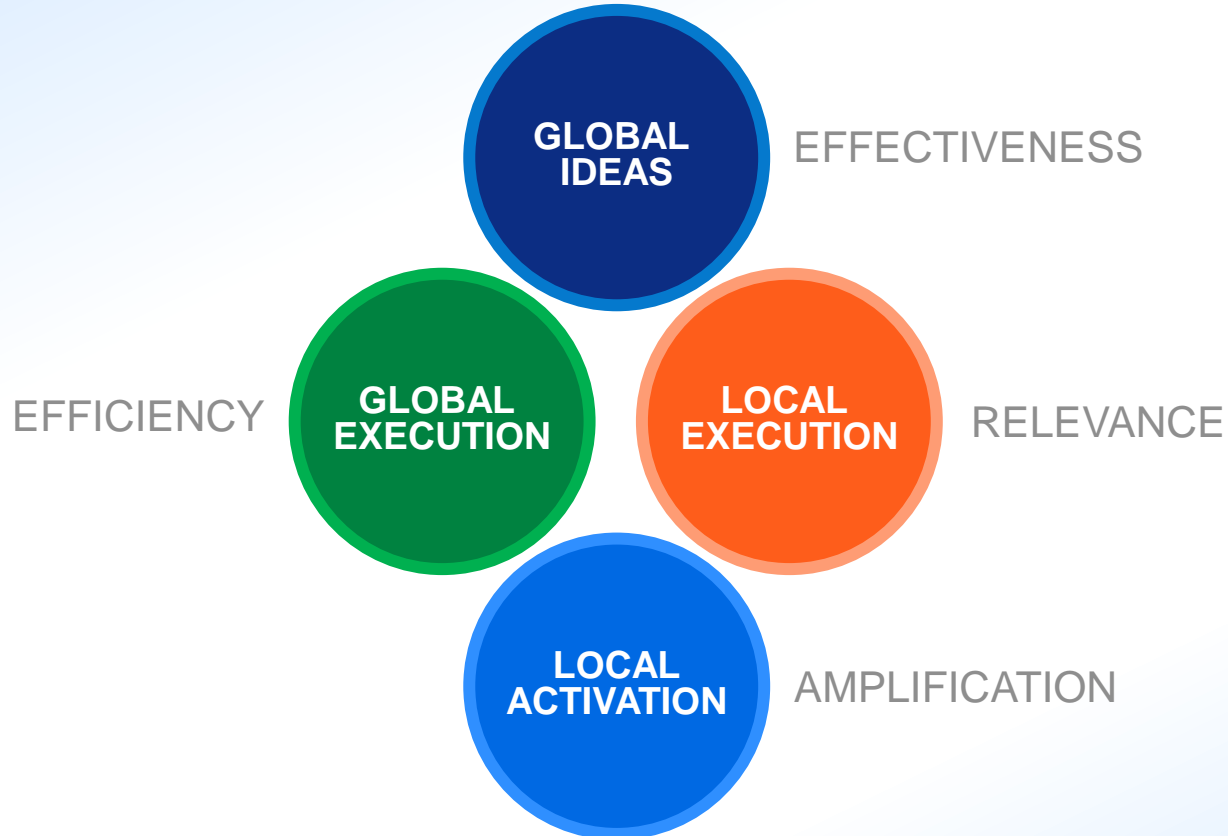 GLOBAL
IDEAS
EFFECTIVENESS
EFFICIENCY
GLOBAL
EXECUTION
LOCAL
EXECUTION
RELEVANCE
LOCAL
ACTIVATION
AMPLIFICATION